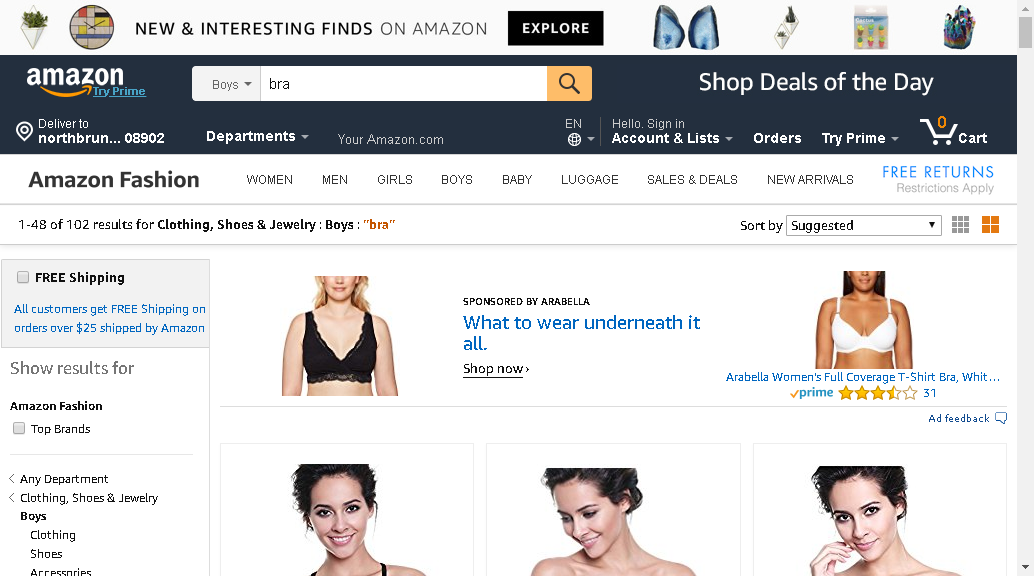 NEW & INTERESTING FINDS ON AMAZON
EXPLORE
Cactus
amazon
Try Prime
Boys
bra
Shop Deals of the Day
Deliver to
northbrun... 08902
Departments
Your Amazon.com
EN
Hello. Sign in
Account & Lists
Orders
Try Prime
0
Cart
Amazon Fashion
WOMEN
MEN
GIRLS
BOYS
BABY
LUGGAGE
SALES & DEALS
NEW ARRIVALS
FREE RETURNS
Restrictions Apply
1-48 of 102 results for Clothing, Shoes & Jewelry : Boys : "bra"
Sort by Suggested
FREE Shipping
All customers get FREE Shipping on
orders over $25 shipped by Amazon
Show results for
Amazon Fashion
Top Brands
Any Department
Clothing, Shoes & Jewelry
Boys
Clothing
Shoes
Accessories
SPONSORED BY ARABELLA
What to wear underneath it
all.
Shop now ›
Arabella Women's Full Coverage T-Shirt Bra, Whit...
prime
31
Ad feedback